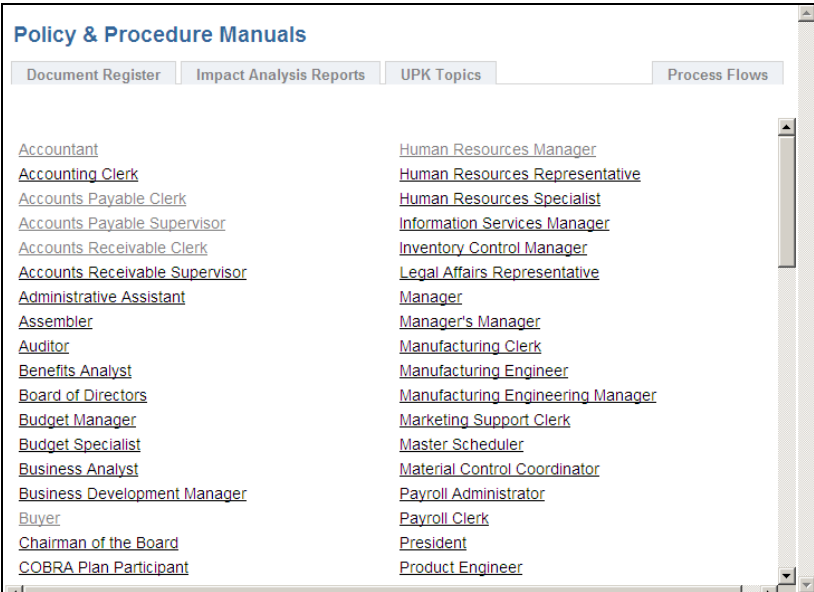 Policy & Procedure Manuals
Document Register Impact Analysis Reports UPK Topics Process Flows
Accountant
Accounting Clerk
Accounts Payable Clerk
Accounts Payable Supervisor
Accounts Receivable Clerk
Accounts Receivable Supervisor
Administrative Assistant
Assembler
Auditor
Benefits Analyst
Board of Directors
Budget Manager
Budget Specialist
Business Analyst
Business Development Manager
Buyer
Chairman of the Board
COBRA Plan Participant
Human Resources Manager
Human Resources Representative
Human Resources Specialist
Information Services Manager
Inventory Control Manager
Legal Affairs Representative
Manager
Manager's Manager
Manufacturing Clerk
Manufacturing Engineer
Manufacturing Engineering Manager
Marketing Support Clerk
Master Scheduler
Material Control Coordinator
Payroll Administrator
Payroll Clerk
President
Product Engineer